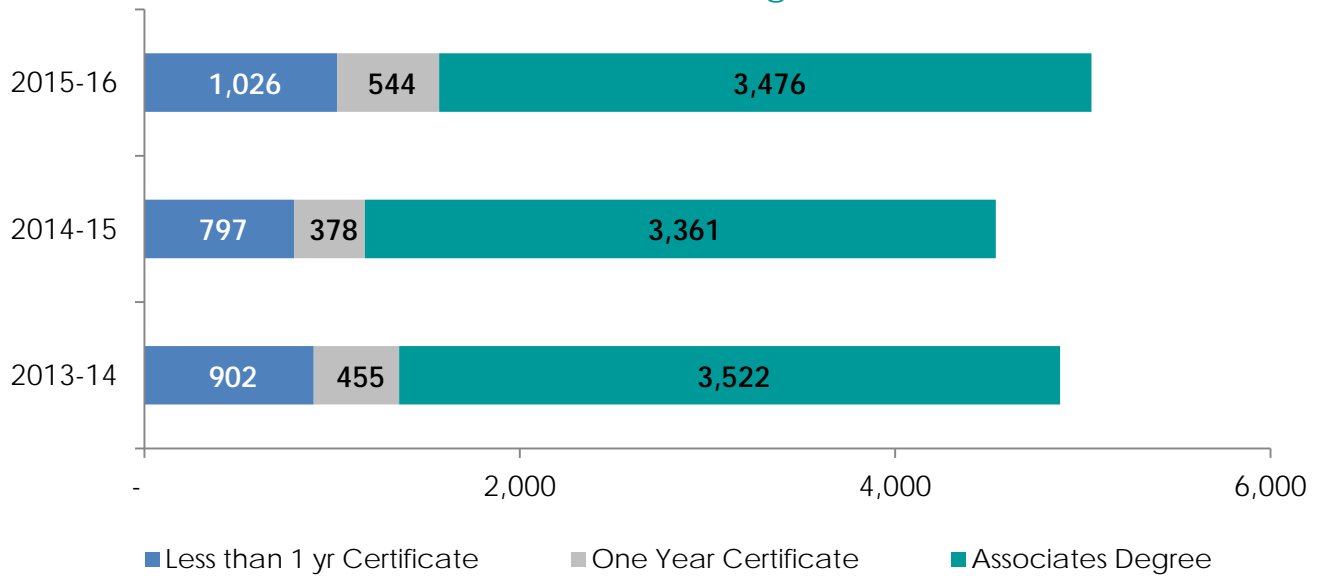 2015-16 1,026 544 3,476
2014-15 797 378 3,361
2013-14 902 455 3,522
- 2,000 4,000 6,000
Less than 1 yr Certificate One Year Certificate Associates Degree